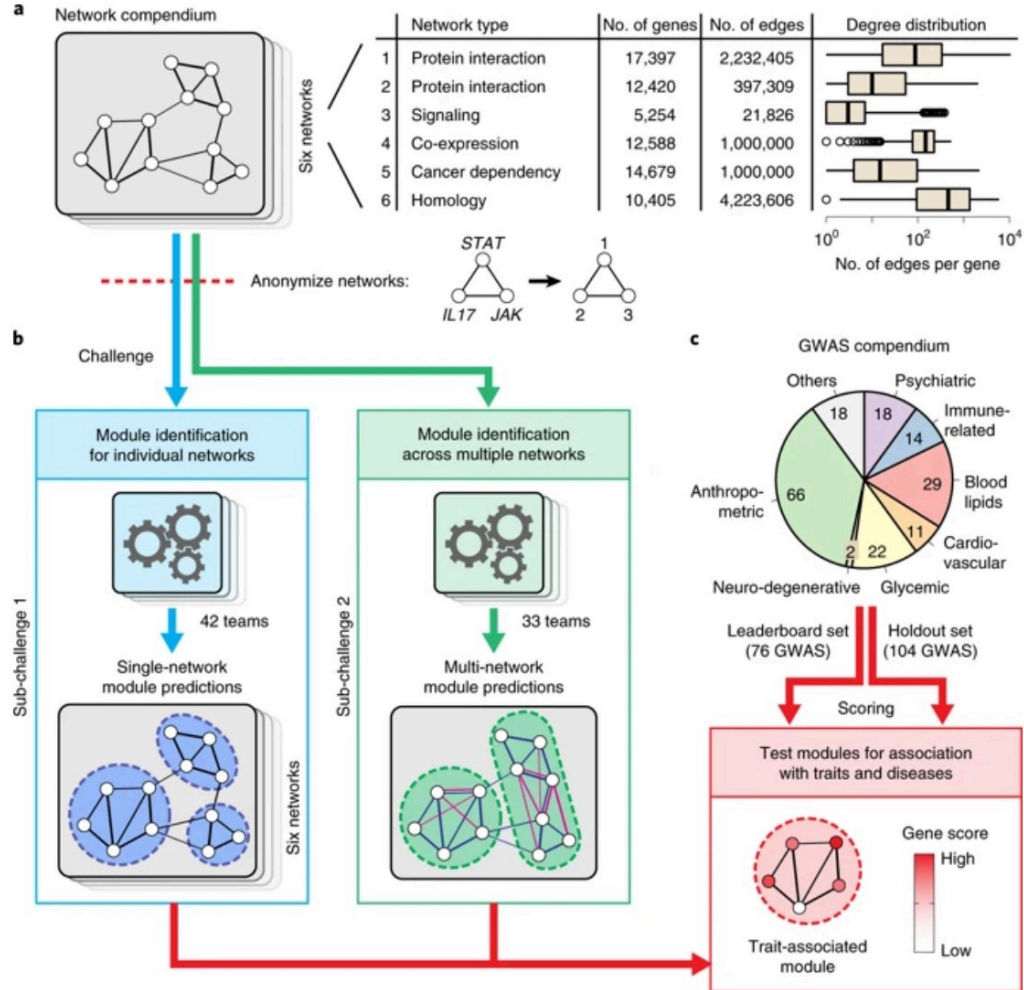 a
Network compendium
Six networks
Network type No. of genes No. of edges Degree distribution
1 Protein interaction 17,397 2,232,405
2 Protein interaction 12,420 397,309
3 Signaling 5,254 21,826
4 Co-expression 12,588 1,000,000
5 Cancer dependency 14,679 1,000,000
6 Homology 10,405 4,223,606
10⁰ 10² 10⁴
No. of edges per gene
Anonymize networks:
STAT
IL17 JAK
1
2 3
b
Challenge
Sub-challenge 1
Module identification
for individual networks
42 teams
Single-network
module predictions
Six networks
Sub-challenge 2
Module identification
across multiple networks
33 teams
Multi-network
module predictions
c
GWAS compendium
Others
18
Psychiatric
18
Immune-
related
14
Blood
lipids
29
Cardio-
vascular
11
Glycemic
22
Neuro-degenerative
2
Anthropo-
metric
66
Leaderboard set
(76 GWAS)
Holdout set
(104 GWAS)
Scoring
Test modules for association
with traits and diseases
Gene score
High
Low
Trait-associated
module